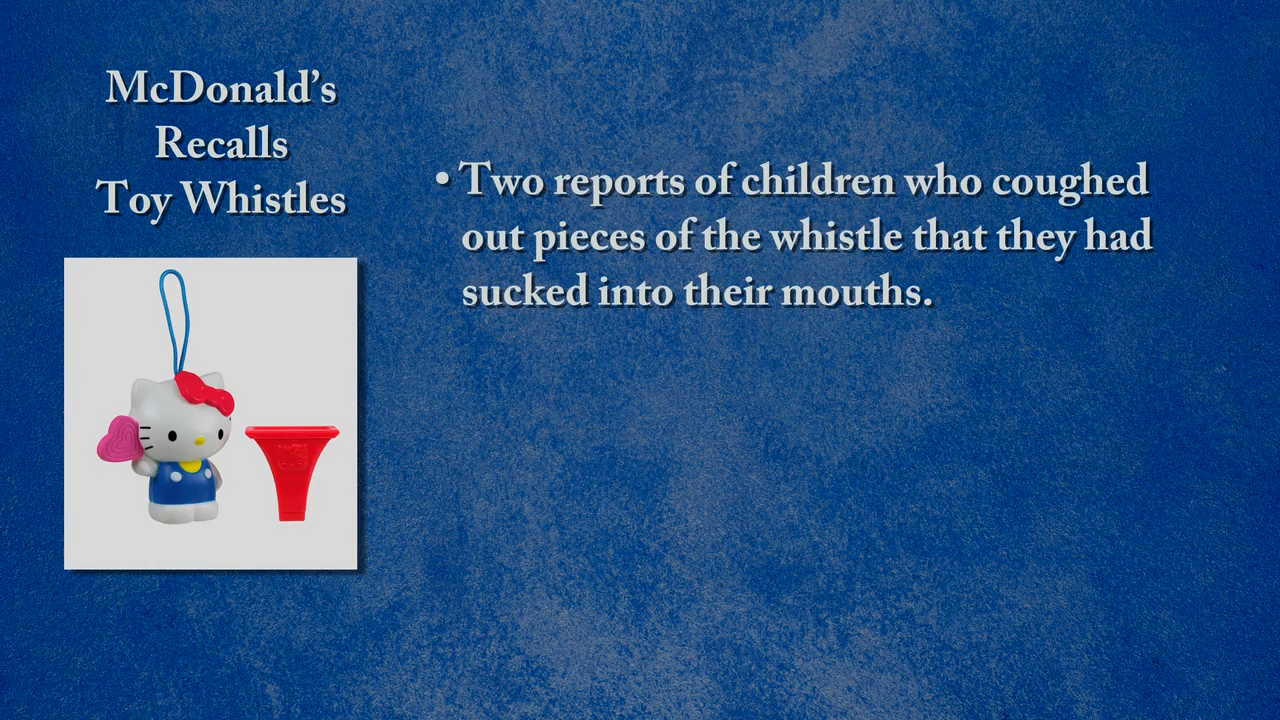 McDonald’s
Recalls
Toy Whistles
• Two reports of children who coughed
out pieces of the whistle that they had
sucked into their mouths.